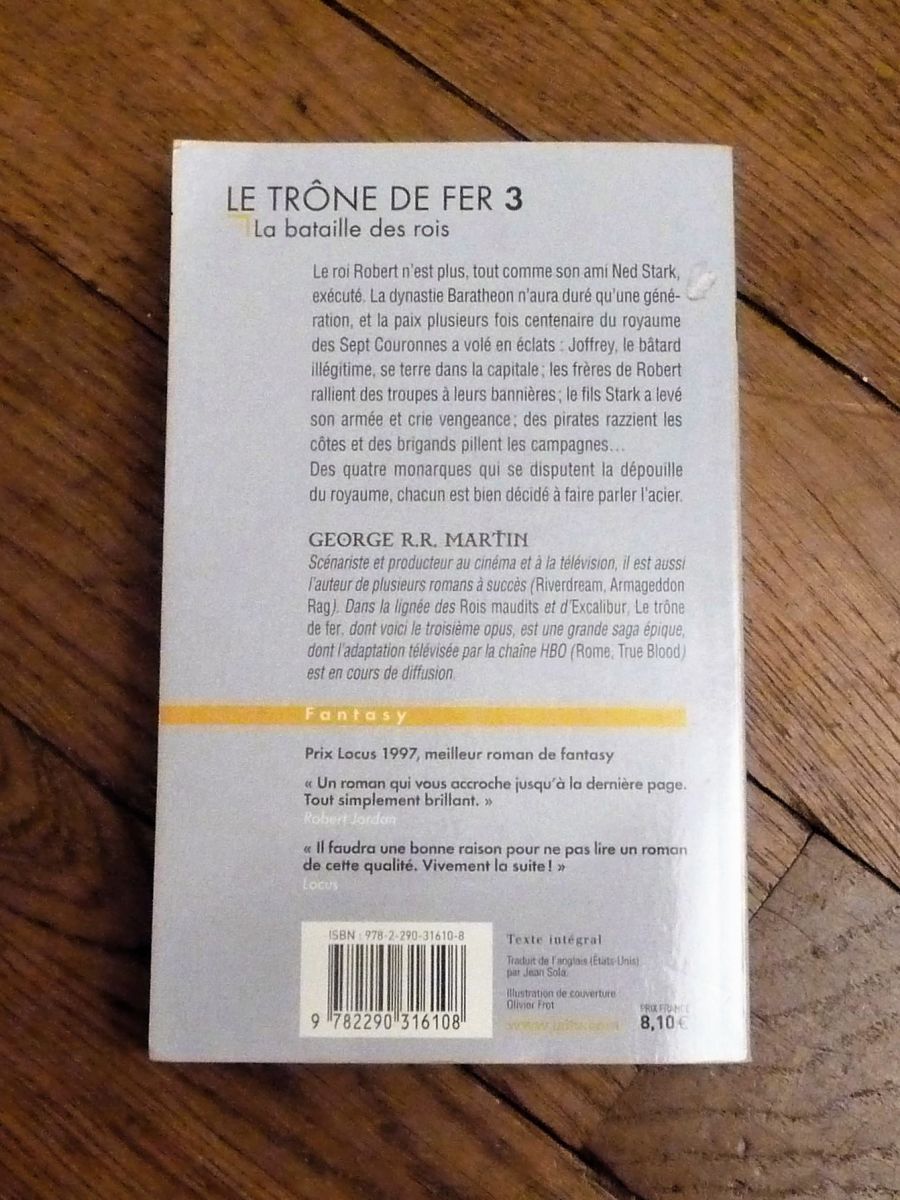 LE TRÔNE DE FER 3
La bataille des rois
Le roi Robert n'est plus, tout comme son ami Ned Stark,
exécuté. La dynastie Baratheon n'aura duré qu'une géné-
ration, et la paix plusieurs fois centenaire du royaume
des Sept Couronnes a volé en éclats : Joffrey, le bâtard
illégitime, se terre dans la capitale ; les frères de Robert
rallient des troupes à leurs bannières ; le fils Stark a levé
son armée et crie vengeance ; des pirates razzient les
côtes et des brigands pillent les campagnes...
Des quatre monarques qui se disputent la dépouille
du royaume, chacun est bien décidé à faire parler l'acier.
GEORGE R.R. MARTIN
Scénariste et producteur au cinéma et à la télévision, il est aussi
l'auteur de plusieurs romans à succès (Riverdream, Armageddon
Rag). Dans la lignée des Rois maudits et d'Excalibur, Le trône
de fer, dont voici le troisième opus, est une grande saga épique,
dont l'adaptation télévisée par la chaîne HBO (Rome, True Blood)
est en cours de diffusion.
Fantasy
Prix Locus 1997, meilleur roman de fantasy
« Un roman qui vous accroche jusqu'à la dernière page.
Tout simplement brillant. »
Robert Jordan
« Il faudra une bonne raison pour ne pas lire un roman
de cette qualité. Vivement la suite ! »
Locus
ISBN : 978-2-290-31610-8
9 782290 316108
Texte intégral
Traduit de l'anglais (États-Unis)
par Jean Sola
Illustration de couverture
Olivier Frot
PRIX FRANCE
8,10 €